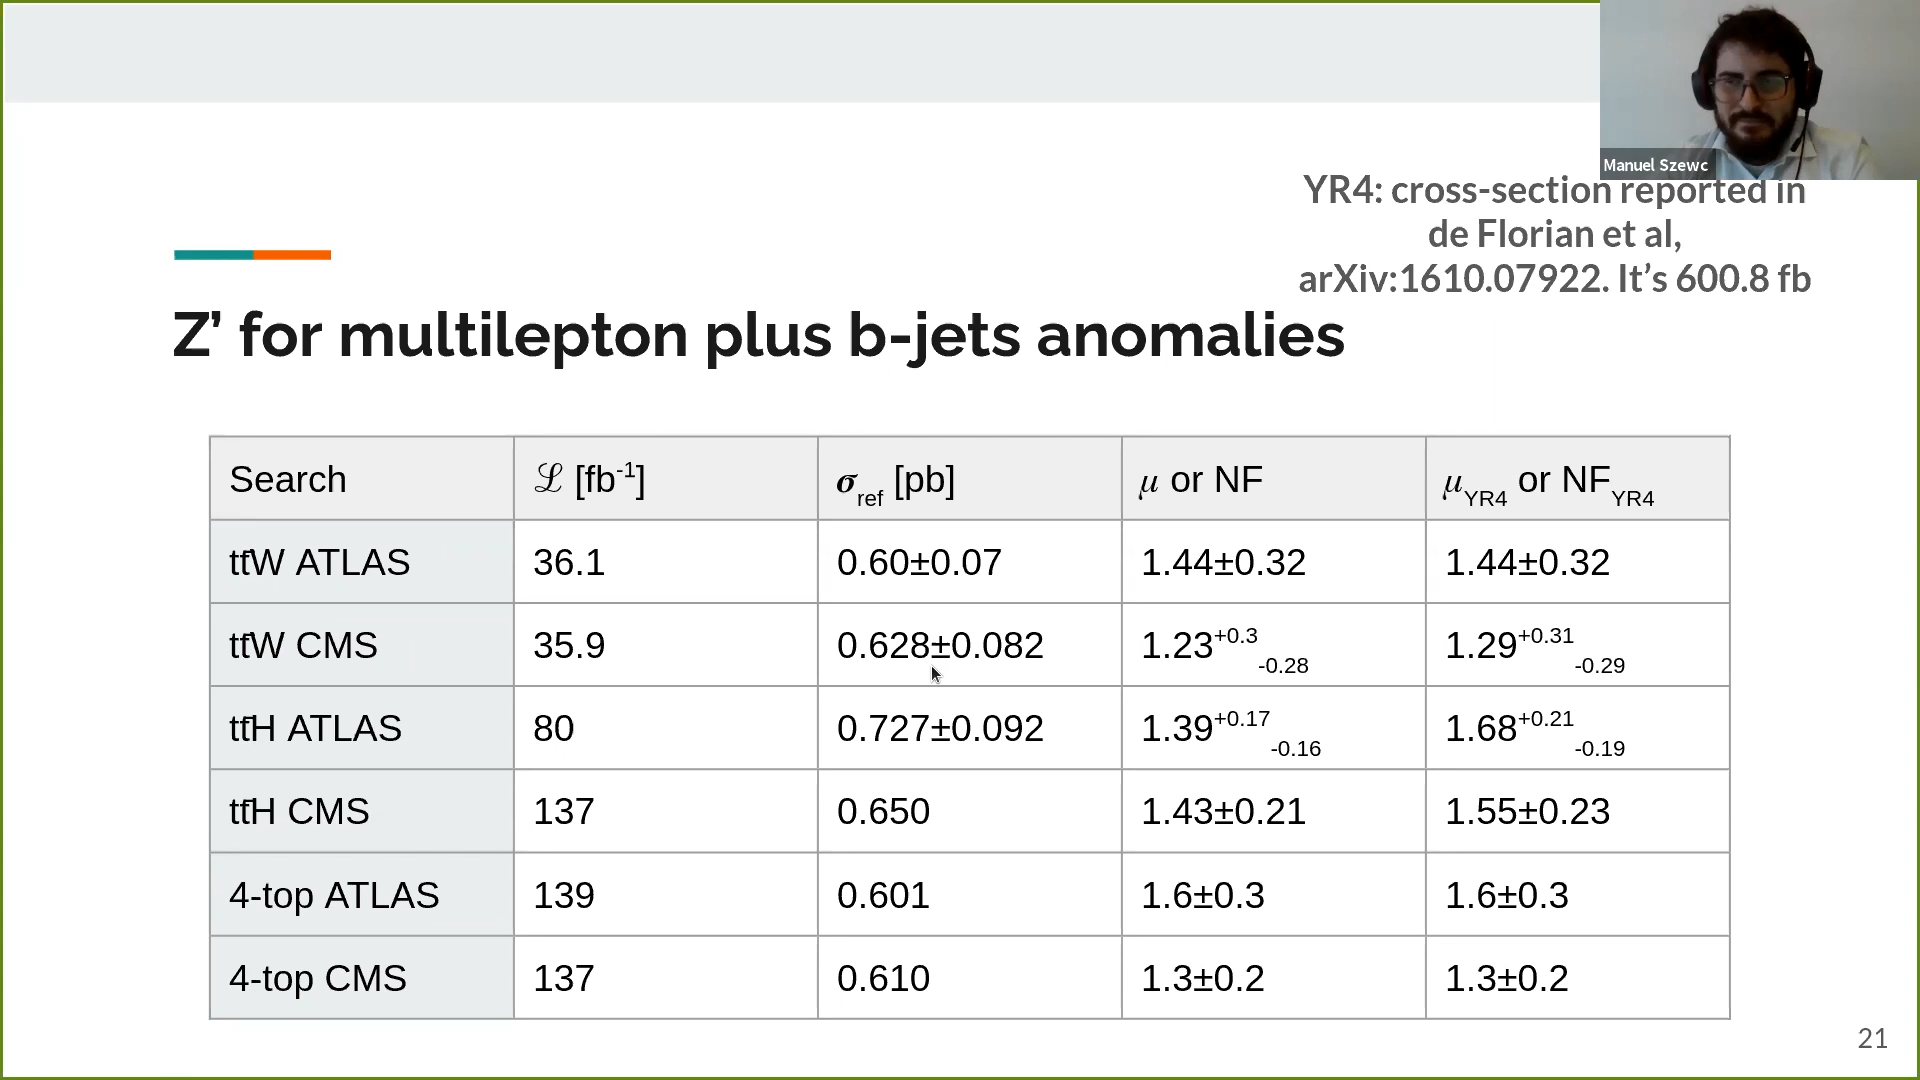 Manuel Szewc
YR4: cross-section reported in
de Florian et al,
arXiv:1610.07922. It’s 600.8 fb
Z’ for multilepton plus b-jets anomalies
Search ℒ [fb-1] σref [pb] μ or NF μYR4 or NFYR4
tt̄W ATLAS 36.1 0.60±0.07 1.44±0.32 1.44±0.32
tt̄W CMS 35.9 0.628±0.082 1.23+0.3-0.28 1.29+0.31-0.29
tt̄H ATLAS 80 0.727±0.092 1.39+0.17-0.16 1.68+0.21-0.19
tt̄H CMS 137 0.650 1.43±0.21 1.55±0.23
4-top ATLAS 139 0.601 1.6±0.3 1.6±0.3
4-top CMS 137 0.610 1.3±0.2 1.3±0.2
21